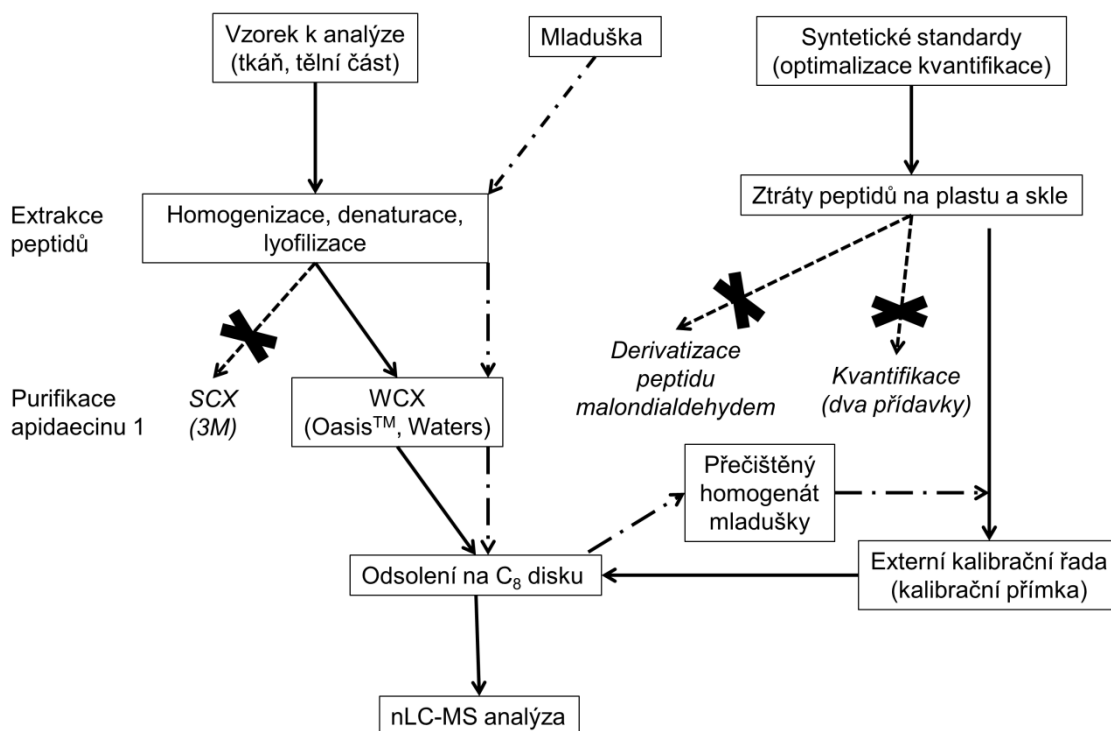 Vzorek k analýze
(tkáň, tělní část)
Mladuška
Syntetické standardy
(optimalizace kvantifikace)
Extrakce
peptidů
Homogenizace, denaturace,
lyofilizace
Ztráty peptidů na plastu a skle
Derivatizace
peptidu
malondialdehydem
Kvantifikace
(dva přídavky)
Purifikace
apidaecinu 1
SCX
(3M)
WCX
(Oasis™, Waters)
Přečištěný
homogenát
mladušky
Odsolení na C₈ disku
Externí kalibrační řada
(kalibrační přímka)
nLC-MS analýza